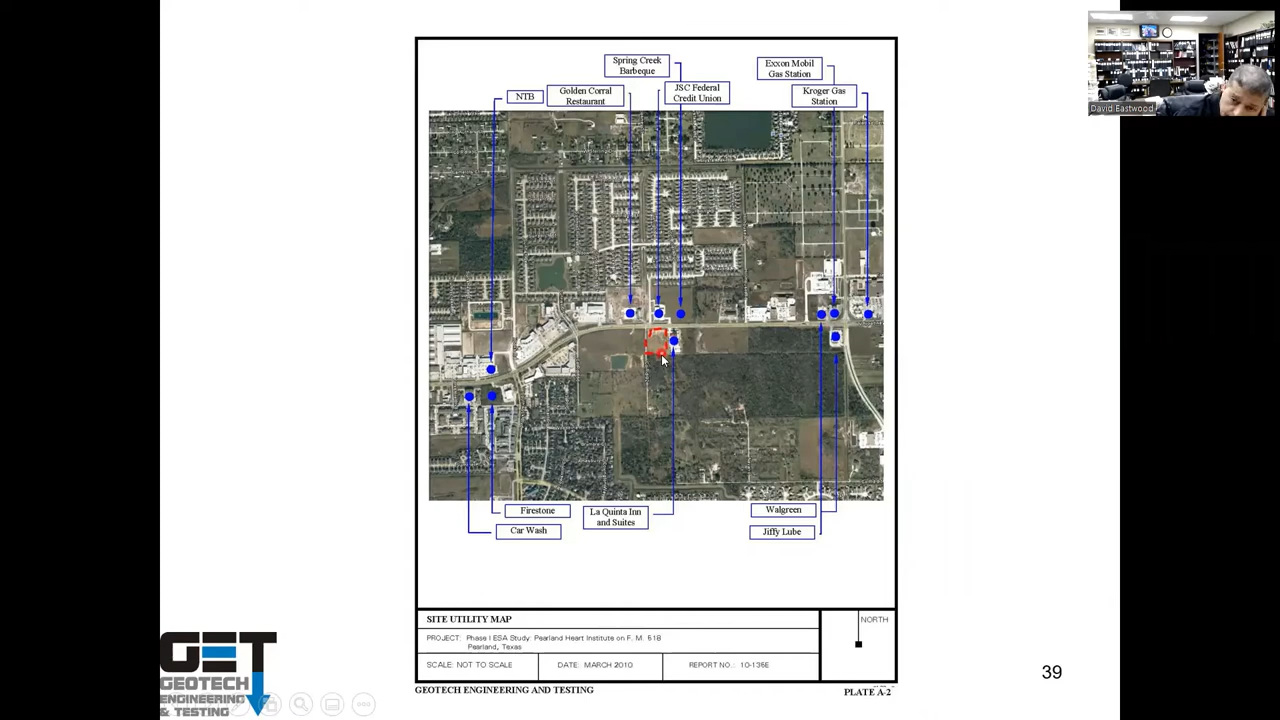 Spring Creek
Barbeque
Exxon Mobil
Gas Station
NTB
Golden Corral
Restaurant
JSC Federal
Credit Union
Kroger Gas
Station
David Eastwood
Firestone
La Quinta Inn
and Suites
Walgreen
Car Wash
Jiffy Lube
SITE UTILITY MAP
NORTH
PROJECT: Phase I ESA Study: Pearland Heart Institute on F. M. 518
Pearland, Texas
SCALE: NOT TO SCALE
DATE: MARCH 2010
REPORT NO.: 10-136E
GEOTECH ENGINEERING AND TESTING
PLATE A-2
39
GET
GEOTECH
ENGINEERING
& TESTING